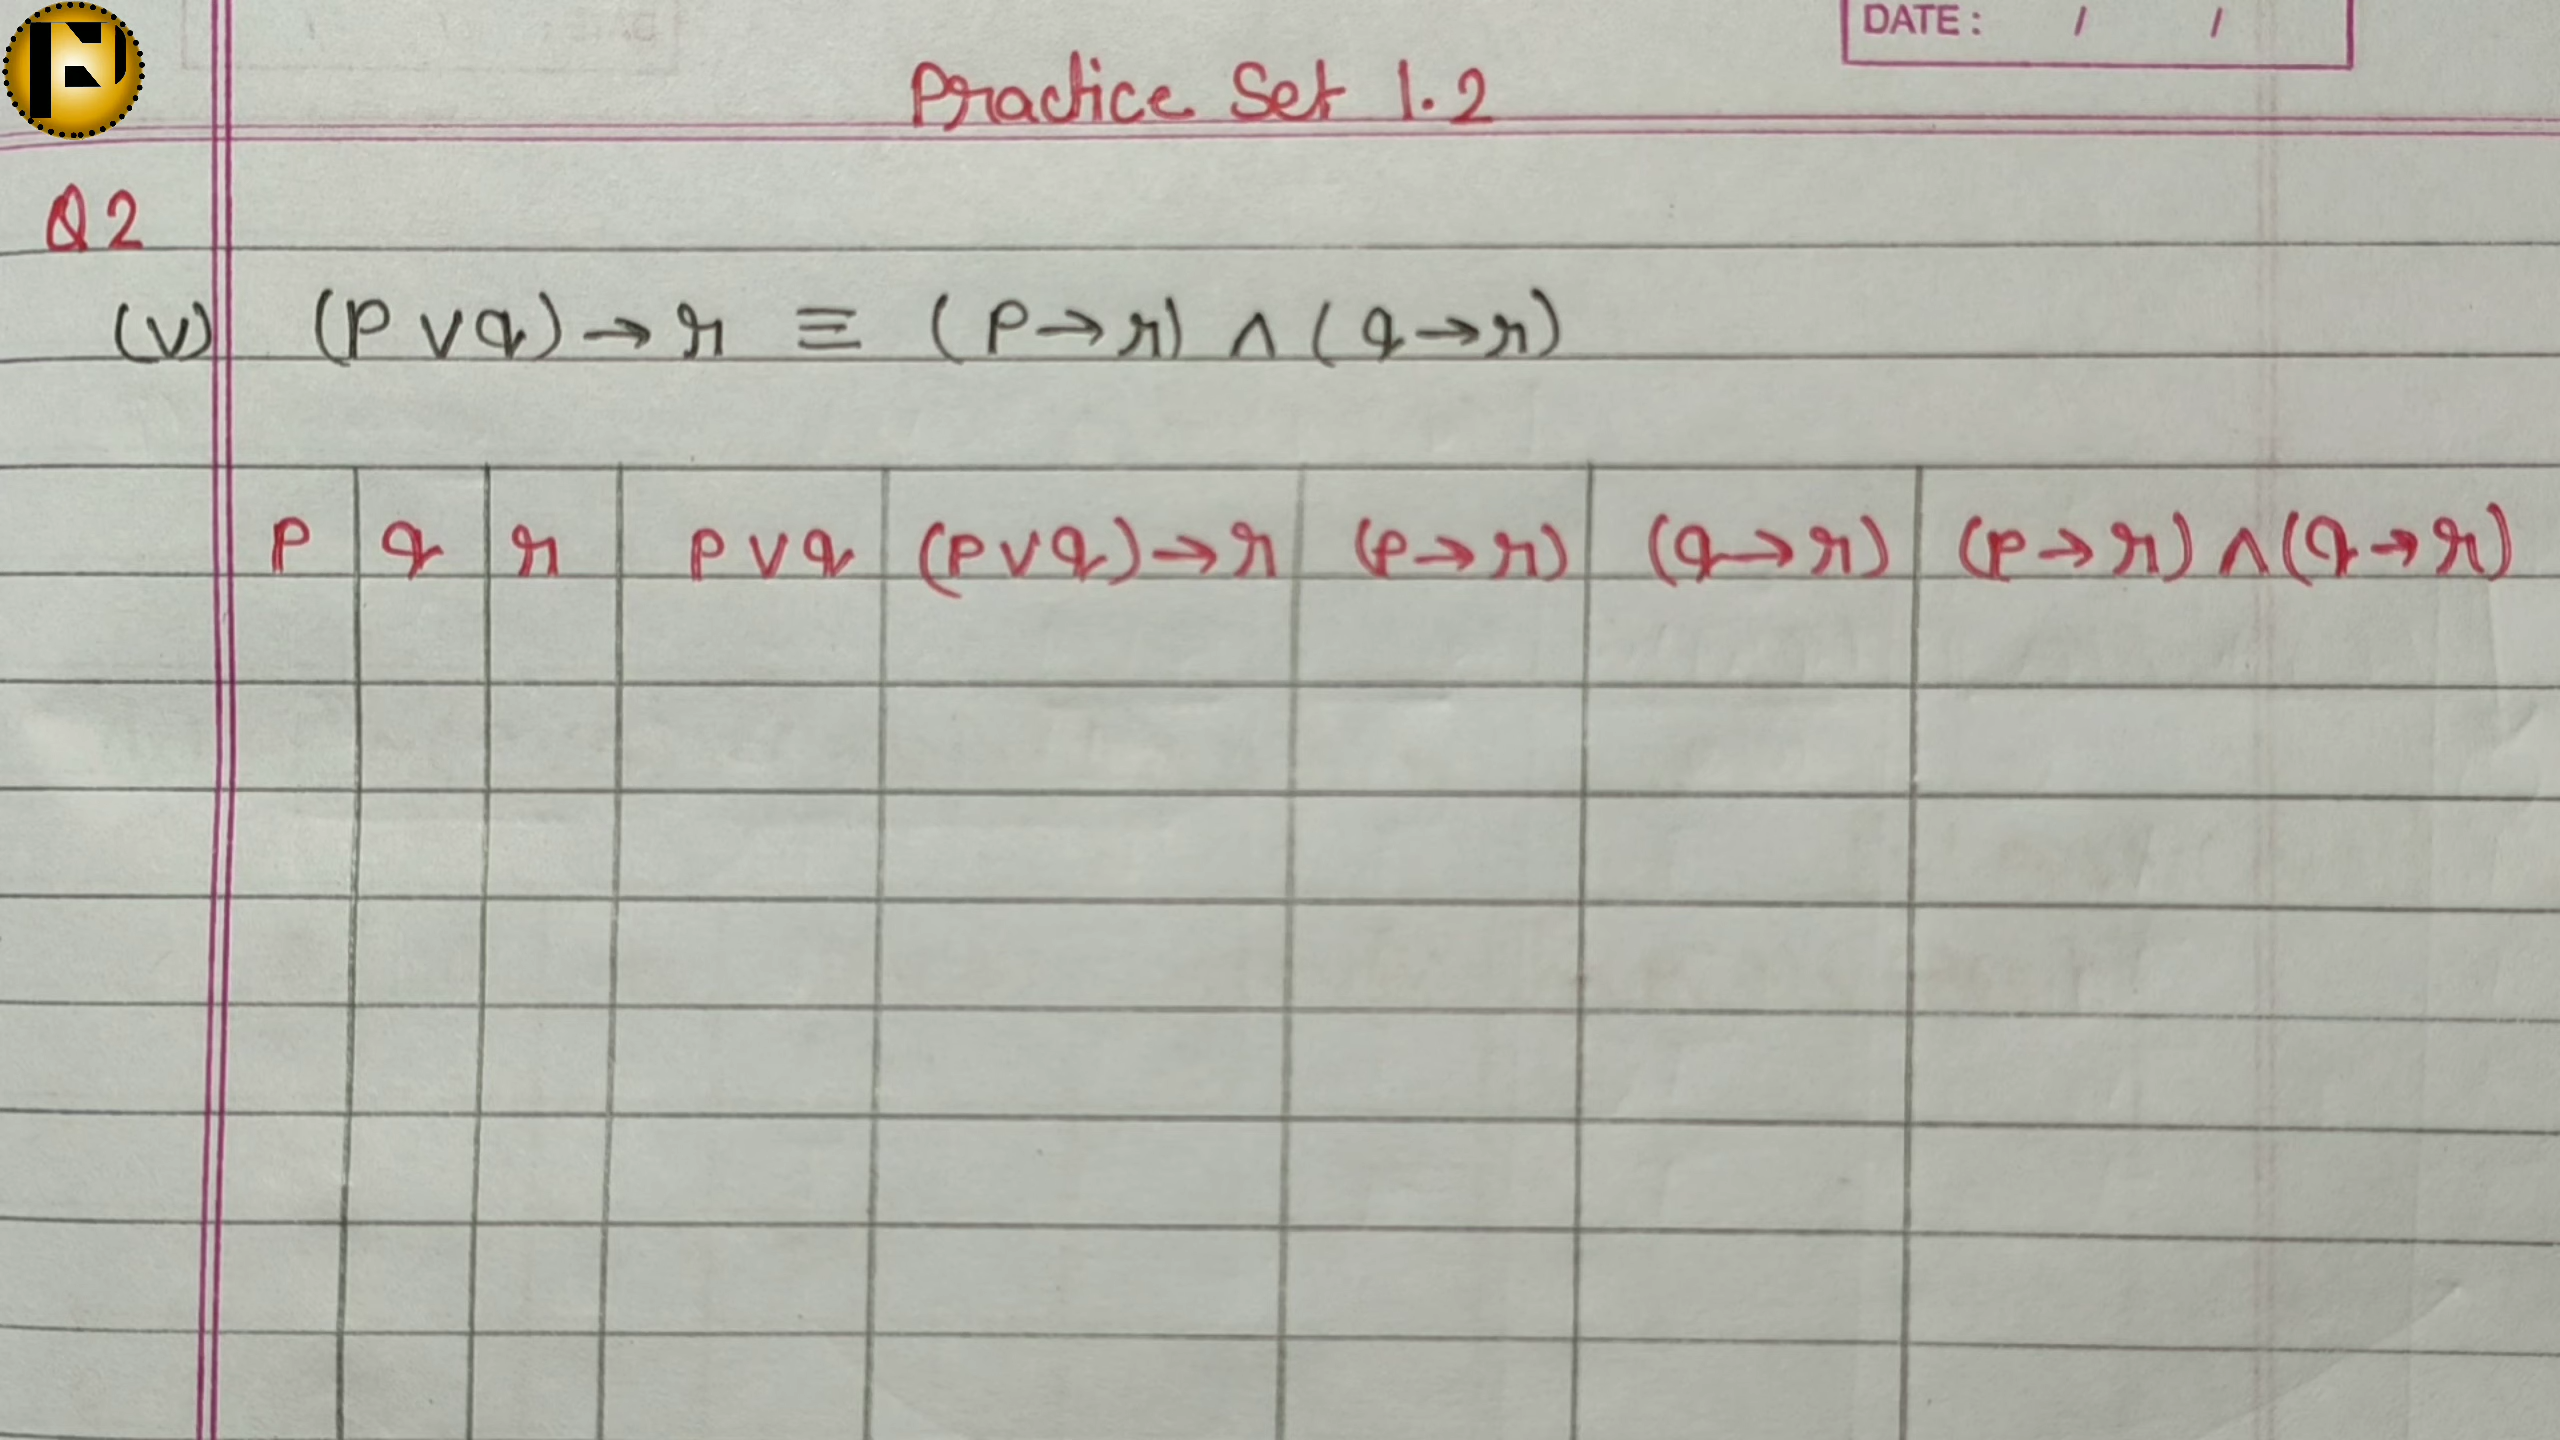 DATE: / /
Practice Set 1.2
Q2
(v) (p ∨ q) → r ≡ (p → r) ∧ (q → r)
p q r p ∨ q (p ∨ q) → r (p → r) (q → r) (p → r) ∧ (q → r)